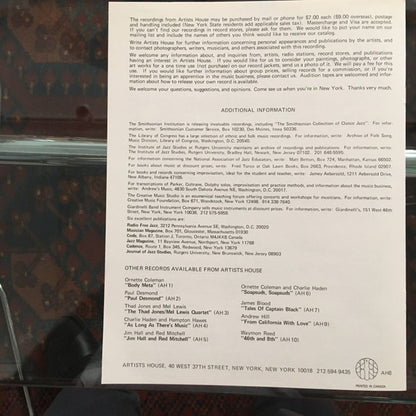 The recordings from Artists House may be purchased by mail or phone for $7.00 each ($9.00 overseas), postage
and handling included (New York State residents add applicable sales tax). Mastercharge and Visa are accepted.
If you can't find our recordings in record stores, please ask for them. We would like to put your name on our
mailing list and include the names of others you think would like to receive our catalog.
Write Artists House for further information concerning personal appearances and publications by the artists, and
to contact photographers, writers, musicians, and others associated with this recording.
We welcome any information about, and inquiries from, artists, radio stations, record stores, and publications
having an interest in Artists House. If you would like for us to consider your paintings, photographs, or other
art works for a one time use (not purchase) on our record jackets, send us a photo of it. We will pay a fee for this
use. If you would like further information about group prices, selling records for a commission, or if you're
interested in being an apprentice in the music business, please contact us. Audition tapes are welcomed and information
about how to release your own record is available.
We welcome your questions, suggestions, and opinions. Come see us when you're in New York. Thanks very much.
ADDITIONAL INFORMATION
The Smithsonian Institution is releasing invaluable recordings, including "The Smithsonian Collection of Classic Jazz". For information,
write: Smithsonian Customer Service, Box 10230, Des Moines, Iowa 50336.
The Library of Congress has a large selection of ethnic and folk music recordings. For information, write: Archive of Folk Song,
Music Division, Library of Congress, Washington, D.C. 20540.
The Institute of Jazz Studies of Rutgers University maintains an archive of recordings and publications. For information, write:
The Institute of Jazz Studies, Rutgers University, Bradley Hall, Newark, New Jersey 07102. 201 648-5595.
For information concerning the National Association of Jazz Educators, write: Matt Betton, Box 724, Manhattan, Kansas 66502.
For books about music at discount prices, write: Fred Torres at Oak Lawn Books, Box 2663, Providence, Rhode Island 02907.
For books and records concerning improvisation, ideal for the student and teacher, write: Jamey Aebersold, 1211 Aebersold Drive,
New Albany, Indiana 47105.
For transcriptions of Parker, Coltrane, Dolphy solos, improvisation and practice methods, and information about the music business,
write: Andrew's Music, 4830 South Dakota Avenue NE, Washington, D.C. 20017.
The Creative Music Studio is an exceptional teaching forum offering concerts and workshops for musicians. For information, write:
Creative Music Foundation, Box 671, Woodstock, New York 12498. 914 338-7640.
Giardinelli Band Instrument Company sells music instruments at discount prices. For information, write: Giardinelli's, 151 West 46th
Street, New York, New York 10036. 212 575-5959.
Six excellent publications are:
Radio Free Jazz, 3212 Pennsylvania Avenue SE, Washington, D.C. 20020
Musician Magazine, Box 701, Gloucester, Massachusetts 01930
Coda, Box 87, Station J, Toronto, Ontario M4J4X8 Canada
Jazz Magazine, 11 Bayview Avenue, Northport, New York 11768
Cadence, Route 1, Box 345, Redwood, New York 13679
Journal of Jazz Studies, Rutgers University, New Brunswick, New Jersey 08903
OTHER RECORDS AVAILABLE FROM ARTISTS HOUSE
Ornette Coleman
"Body Meta" (AH 1)
Paul Desmond
"Paul Desmond" (AH 2)
Thad Jones and Mel Lewis
"The Thad Jones/Mel Lewis Quartet" (AH 3)
Charlie Haden and Hampton Hawes
"As Long As There's Music" (AH 4)
Jim Hall and Red Mitchell
"Jim Hall and Red Mitchell" (AH 5)
Ornette Coleman and Charlie Haden
"Soapsuds, Soapsuds" (AH 6)
James Blood
"Tales Of Captain Black" (AH 7)
Andrew Hill
"From California With Love" (AH 9)
Waymon Reed
"46th and 8th" (AH 10)
ARTISTS HOUSE, 40 WEST 37TH STREET, NEW YORK, NEW YORK 10018 212 594-9435
AH8
PRINTED IN CANADA